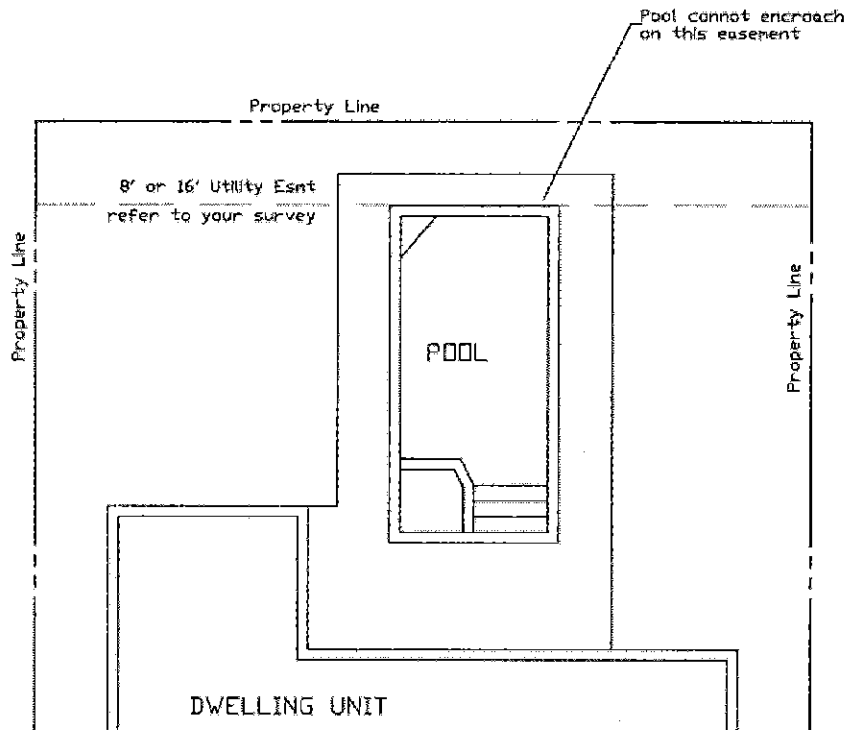 Pool cannot encroach
on this easement
Property Line
8' or 16' Utility Esmt
refer to your survey
Property Line
Property Line
POOL
DWELLING UNIT